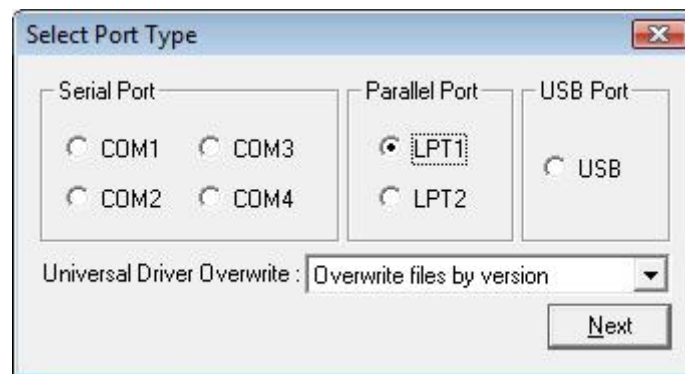 Select Port Type
Serial Port
COM1 COM3
COM2 COM4
Parallel Port
LPT1
LPT2
USB Port
USB
Universal Driver Overwrite : Overwrite files by version
Next